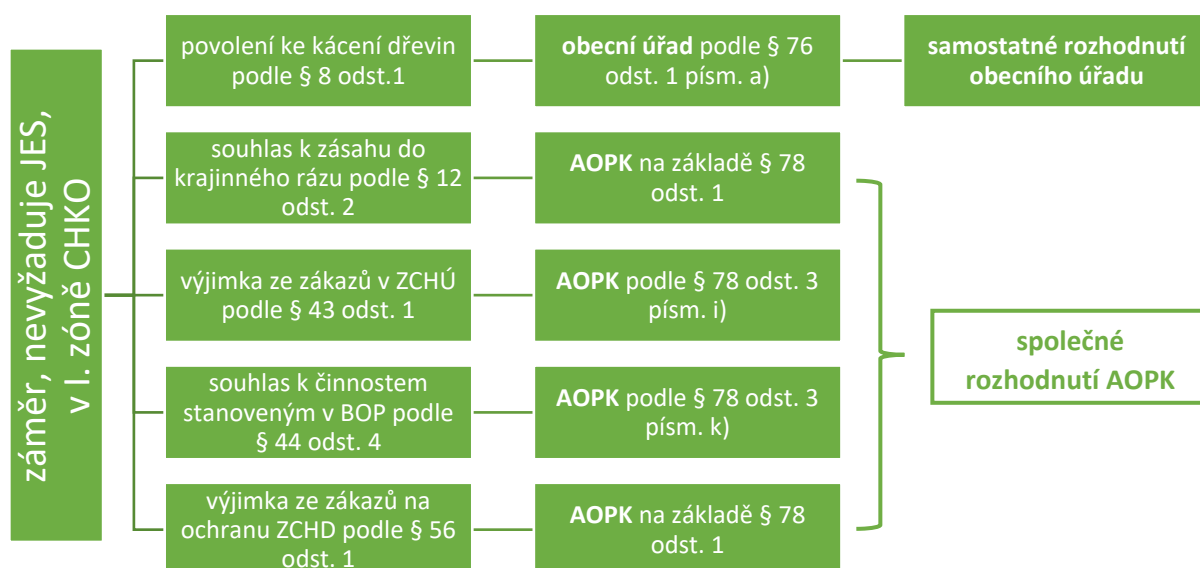 záměr, nevyžaduje JES,
v I. zóně CHKO
povolení ke kácení dřevin
podle § 8 odst.1
obecní úřad podle § 76
odst. 1 písm. a)
samostatné rozhodnutí
obecního úřadu
souhlas k zásahu do
krajinného rázu podle § 12
odst. 2
AOPK na základě § 78
odst. 1
výjimka ze zákazů v ZCHÚ
podle § 43 odst. 1
AOPK podle § 78 odst. 3
písm. i)
souhlas k činnostem
stanoveným v BOP podle
§ 44 odst. 4
AOPK podle § 78 odst. 3
písm. k)
výjimka ze zákazů na
ochranu ZCHD podle § 56
odst. 1
AOPK na základě § 78
odst. 1
společné
rozhodnutí AOPK